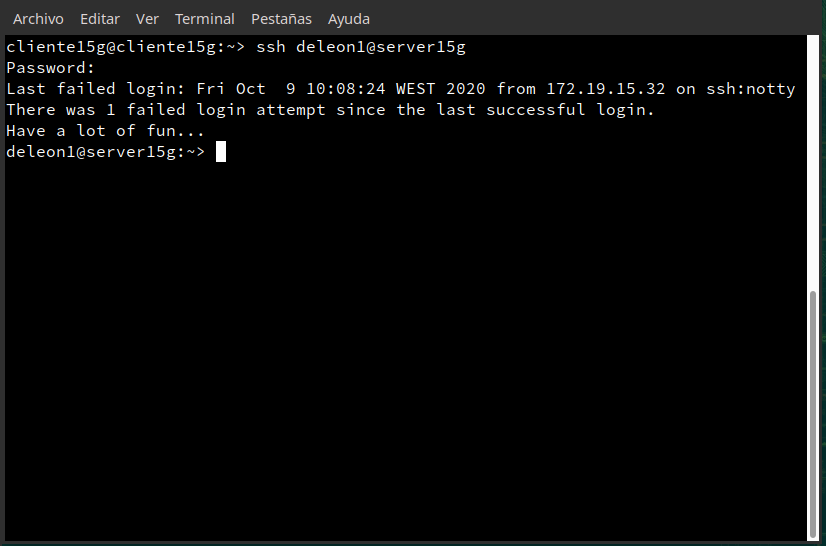 Archivo Editar Ver Terminal Pestañas Ayuda
cliente15g@cliente15g:~> ssh deleon1@server15g
Password:
Last failed login: Fri Oct  9 10:08:24 WEST 2020 from 172.19.15.32 on ssh:notty
There was 1 failed login attempt since the last successful login.
Have a lot of fun...
deleon1@server15g:~>